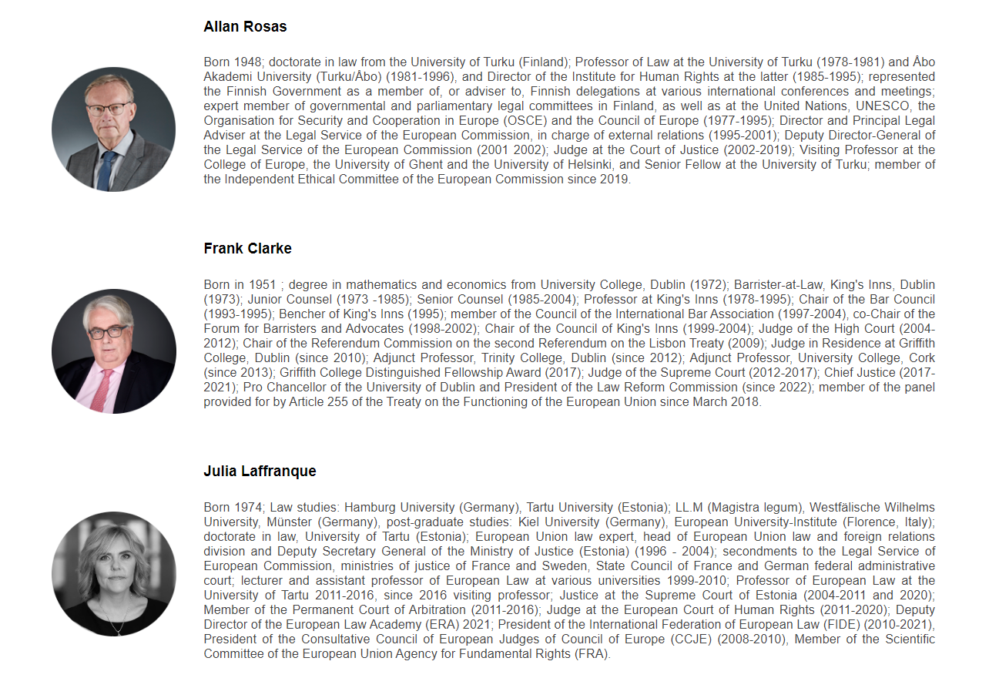 Allan Rosas
Born 1948; doctorate in law from the University of Turku (Finland); Professor of Law at the University of Turku (1978-1981) and Åbo
Akademi University (Turku/Åbo) (1981-1996), and Director of the Institute for Human Rights at the latter (1985-1995); represented
the Finnish Government as a member of, or adviser to, Finnish delegations at various international conferences and meetings;
expert member of governmental and parliamentary legal committees in Finland, as well as at the United Nations, UNESCO, the
Organisation for Security and Cooperation in Europe (OSCE) and the Council of Europe (1977-1995); Director and Principal Legal
Adviser at the Legal Service of the European Commission, in charge of external relations (1995-2001); Deputy Director-General of
the Legal Service of the European Commission (2001 2002); Judge at the Court of Justice (2002-2019); Visiting Professor at the
College of Europe, the University of Ghent and the University of Helsinki, and Senior Fellow at the University of Turku; member of
the Independent Ethical Committee of the European Commission since 2019.
Frank Clarke
Born in 1951 ; degree in mathematics and economics from University College, Dublin (1972); Barrister-at-Law, King's Inns, Dublin
(1973); Junior Counsel (1973 -1985); Senior Counsel (1985-2004); Professor at King's Inns (1978-1995); Chair of the Bar Council
(1993-1995); Bencher of King's Inns (1995); member of the Council of the International Bar Association (1997-2004), co-Chair of the
Forum for Barristers and Advocates (1998-2002); Chair of the Council of King's Inns (1999-2004); Judge of the High Court (2004-
2012); Chair of the Referendum Commission on the second Referendum on the Lisbon Treaty (2009); Judge in Residence at Griffith
College, Dublin (since 2010); Adjunct Professor, Trinity College, Dublin (since 2012); Adjunct Professor, University College, Cork
(since 2013); Griffith College Distinguished Fellowship Award (2017); Judge of the Supreme Court (2012-2017); Chief Justice (2017-
2021); Pro Chancellor of the University of Dublin and President of the Law Reform Commission (since 2022); member of the panel
provided for by Article 255 of the Treaty on the Functioning of the European Union since March 2018.
Julia Laffranque
Born 1974; Law studies: Hamburg University (Germany), Tartu University (Estonia); LL.M (Magistra legum), Westfälische Wilhelms
University, Münster (Germany), post-graduate studies: Kiel University (Germany), European University-Institute (Florence, Italy);
doctorate in law, University of Tartu (Estonia); European Union law expert, head of European Union law and foreign relations
division and Deputy Secretary General of the Ministry of Justice (Estonia) (1996 - 2004); secondments to the Legal Service of
European Commission, ministries of justice of France and Sweden, State Council of France and German federal administrative
court; lecturer and assistant professor of European Law at various universities 1999-2010; Professor of European Law at the
University of Tartu 2011-2016, since 2016 visiting professor; Justice at the Supreme Court of Estonia (2004-2011 and 2020);
Member of the Permanent Court of Arbitration (2011-2016); Judge at the European Court of Human Rights (2011-2020); Deputy
Director of the European Law Academy (ERA) 2021; President of the International Federation of European Law (FIDE) (2010-2021),
President of the Consultative Council of European Judges of Council of Europe (CCJE) (2008-2010), Member of the Scientific
Committee of the European Union Agency for Fundamental Rights (FRA).